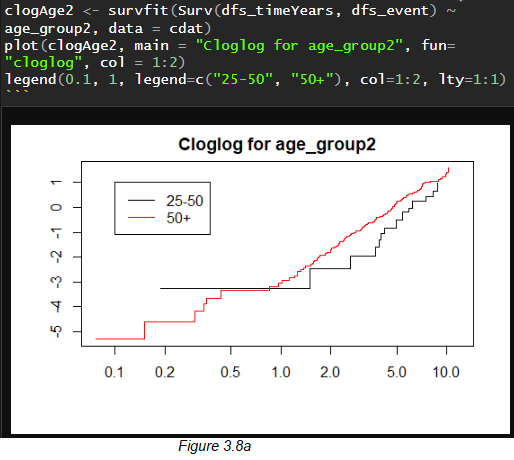 clogAge2 <- survfit(Surv(dfs_timeYears, dfs_event) ~
age_group2, data = cdat)
plot(clogAge2, main = "Cloglog for age_group2", fun=
"cloglog", col = 1:2)
legend(0.1, 1, legend=c("25-50", "50+"), col=1:2, lty=1:1)
```
Cloglog for age_group2
25-50
50+
1
0
-1
-2
-3
-4
-5
0.1 0.2 0.5 1.0 2.0 5.0 10.0
Figure 3.8a